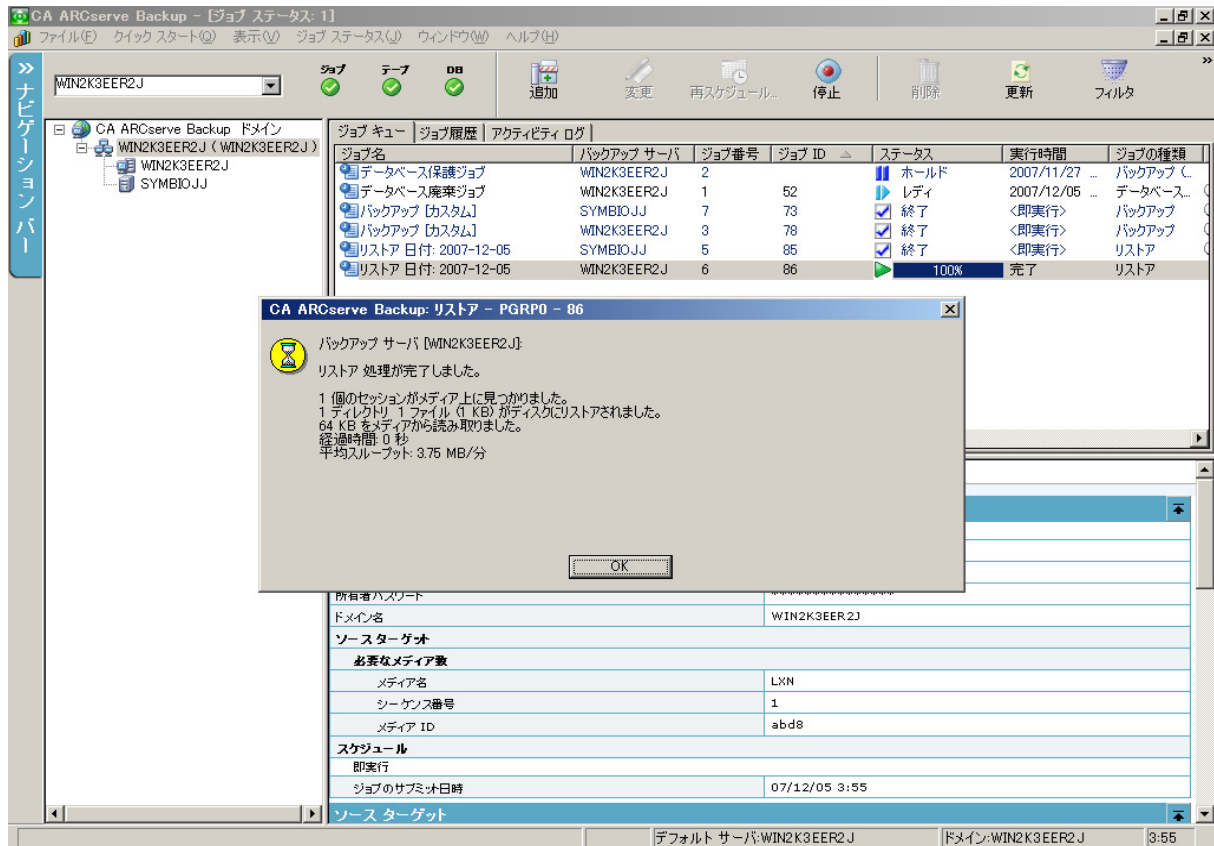 CA ARCserve Backup - [ジョブ ステータス: 1]
ファイル(F) クイック スタート(Q) 表示(V) ジョブ ステータス(J) ウィンドウ(W) ヘルプ(H)
ナビゲーション バー
WIN2K3EER2J
ジョブ テープ DB
追加 変更 再スケジュール... 停止 削除 更新 フィルタ
CA ARCserve Backup ドメイン
WIN2K3EER2J ( WIN2K3EER2J )
WIN2K3EER2J
SYMBIOJJ
ジョブ キュー ジョブ履歴 アクティビティ ログ
ジョブ名 バックアップ サーバ ジョブ番号 ジョブ ID ステータス 実行時間 ジョブの種類
データベース保護ジョブ WIN2K3EER2J 2 ホールド 2007/11/27 ... バックアップ (...
データベース廃棄ジョブ WIN2K3EER2J 1 52 レディ 2007/12/05 ... データベース...
バックアップ [カスタム] SYMBIOJJ 7 73 終了 <即実行> バックアップ
バックアップ [カスタム] WIN2K3EER2J 3 78 終了 <即実行> バックアップ
リストア 日付: 2007-12-05 SYMBIOJJ 5 85 終了 <即実行> リストア
リストア 日付: 2007-12-05 WIN2K3EER2J 6 86 100% 完了 リストア
CA ARCserve Backup: リストア - PGRP0 - 86
バックアップ サーバ [WIN2K3EER2J]:
リストア 処理が完了しました。
1 個のセッションがメディア上に見つかりました。
1 ディレクトリ 1 ファイル (1 KB) がディスクにリストアされました。
64 KB をメディアから読み取りました。
経過時間: 0 秒
平均スループット: 3.75 MB/分
OK
所有者パスワード ****************
ドメイン名 WIN2K3EER2J
ソース ターゲット
必要なメディア数
メディア名 LXN
シーケンス番号 1
メディア ID abd8
スケジュール
即実行
ジョブのサブミット日時 07/12/05 3:55
ソース ターゲット
デフォルト サーバ:WIN2K3EER2J ドメイン:WIN2K3EER2J 3:55